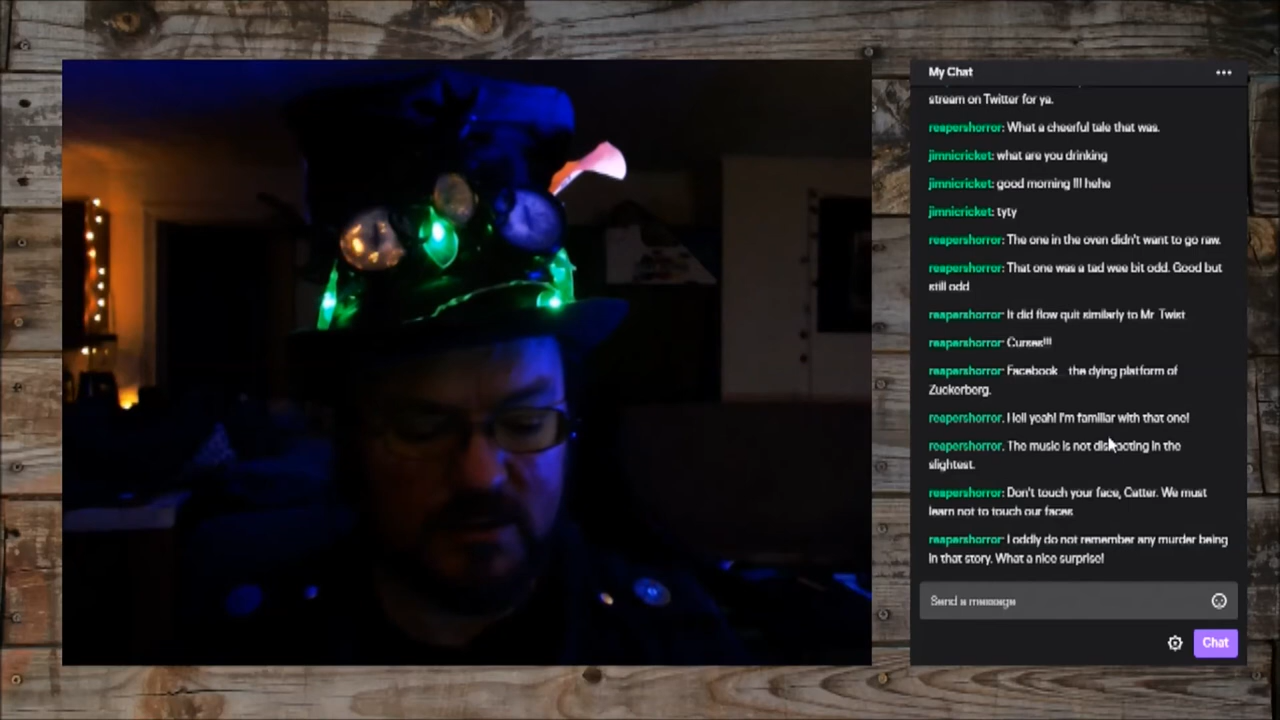 My Chat
stream on Twitter for ya.
reapershorror: What a cheerful tale that was.
jimnicricket: what are you drinking
jimnicricket: good morning !!! hehe
jimnicricket: tyty
reapershorror: The one in the oven didn't want to go raw.
reapershorror: That one was a tad wee bit odd. Good but
still odd
reapershorror: It did flow quit similarly to Mr Twist
reapershorror: Curses!!!
reapershorror: Facebook the dying platform of
Zuckerberg.
reapershorror: Hell yeah! I'm familiar with that one!
reapershorror: The music is not distracting in the
slightest.
reapershorror: Don't touch your face, Catter. We must
learn not to touch our faces
reapershorror: I oddly do not remember any murder being
in that story. What a nice surprise!
Send a message
Chat